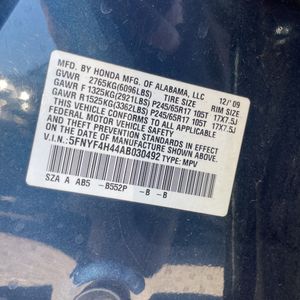 MFD. BY HONDA MFG. OF ALABAMA, LLC 12/'09
GVWR 2765KG(6096LBS) TIRE SIZE RIM SIZE
GAWR F 1325KG(2921LBS) P245/65R17 105T 17X7.5J
GAWR R1525KG(3362LBS) P245/65R17 105T 17X7.5J
THIS VEHICLE CONFORMS TO ALL APPLICABLE
FEDERAL MOTOR VEHICLE SAFETY
AND THEFT PREVENTION STANDARDS IN EFFECT
ON THE DATE OF MANUFACTURE SHOWN ABOVE.
V.I.N.: 5FNYF4H44AB030492 TYPE: MPV
SZA A AB5 - B552P - B - B